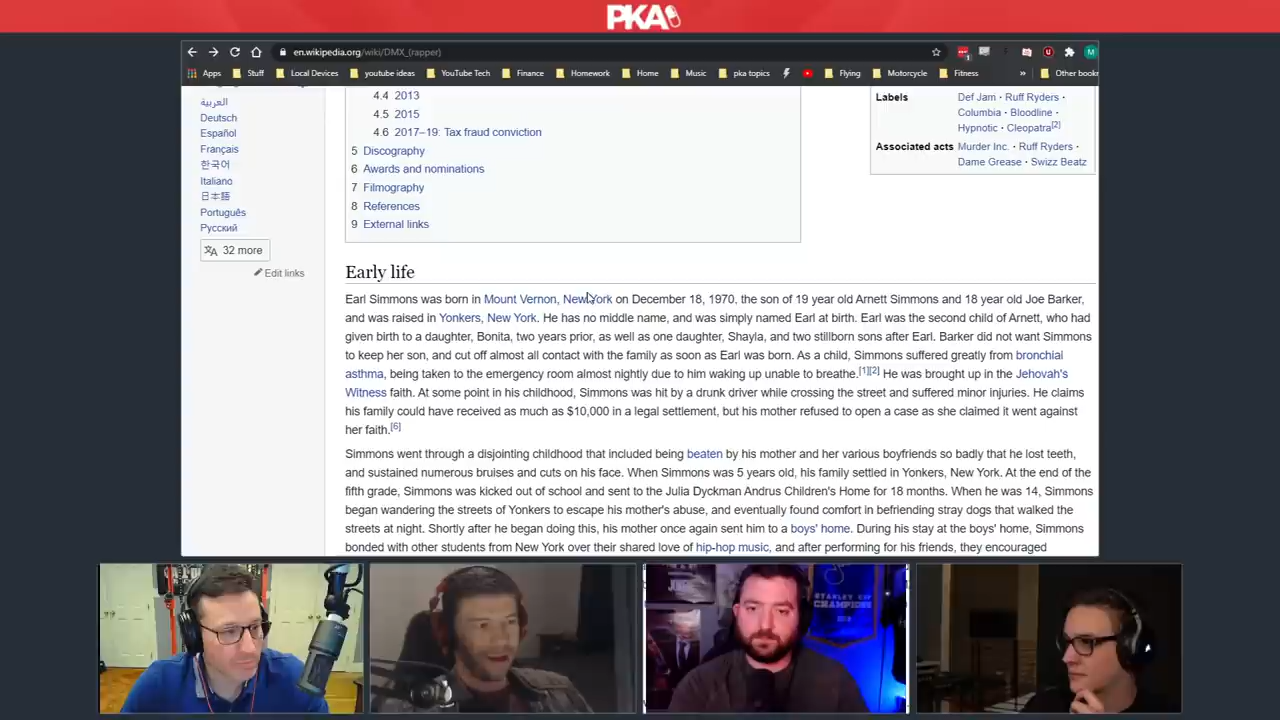 PKA
en.wikipedia.org/wiki/DMX_(rapper)
Apps Stuff Local Devices youtube ideas YouTube Tech Finance Homework Home Music pka topics Flying Motorcycle Fitness » Other bookm
العربية
Deutsch
Español
Français
한국어
Italiano
日本語
Português
Русский
32 more
Edit links
4.4 2013
4.5 2015
4.6 2017–19: Tax fraud conviction
5 Discography
6 Awards and nominations
7 Filmography
8 References
9 External links
Labels Def Jam · Ruff Ryders ·
Columbia · Bloodline ·
Hypnotic · Cleopatra[2]
Associated acts Murder Inc. · Ruff Ryders ·
Dame Grease · Swizz Beatz
Early life
Earl Simmons was born in Mount Vernon, New York on December 18, 1970, the son of 19 year old Arnett Simmons and 18 year old Joe Barker,
and was raised in Yonkers, New York. He has no middle name, and was simply named Earl at birth. Earl was the second child of Arnett, who had
given birth to a daughter, Bonita, two years prior, as well as one daughter, Shayla, and two stillborn sons after Earl. Barker did not want Simmons
to keep her son, and cut off almost all contact with the family as soon as Earl was born. As a child, Simmons suffered greatly from bronchial
asthma, being taken to the emergency room almost nightly due to him waking up unable to breathe.[1][2] He was brought up in the Jehovah's
Witness faith. At some point in his childhood, Simmons was hit by a drunk driver while crossing the street and suffered minor injuries. He claims
his family could have received as much as $10,000 in a legal settlement, but his mother refused to open a case as she claimed it went against
her faith.[6]
Simmons went through a disjointing childhood that included being beaten by his mother and her various boyfriends so badly that he lost teeth,
and sustained numerous bruises and cuts on his face. When Simmons was 5 years old, his family settled in Yonkers, New York. At the end of the
fifth grade, Simmons was kicked out of school and sent to the Julia Dyckman Andrus Children's Home for 18 months. When he was 14, Simmons
began wandering the streets of Yonkers to escape his mother's abuse, and eventually found comfort in befriending stray dogs that walked the
streets at night. Shortly after he began doing this, his mother once again sent him to a boys' home. During his stay at the boys' home, Simmons
bonded with other students from New York over their shared love of hip-hop music, and after performing for his friends, they encouraged
STANLEY CUP
CHAMPIONS